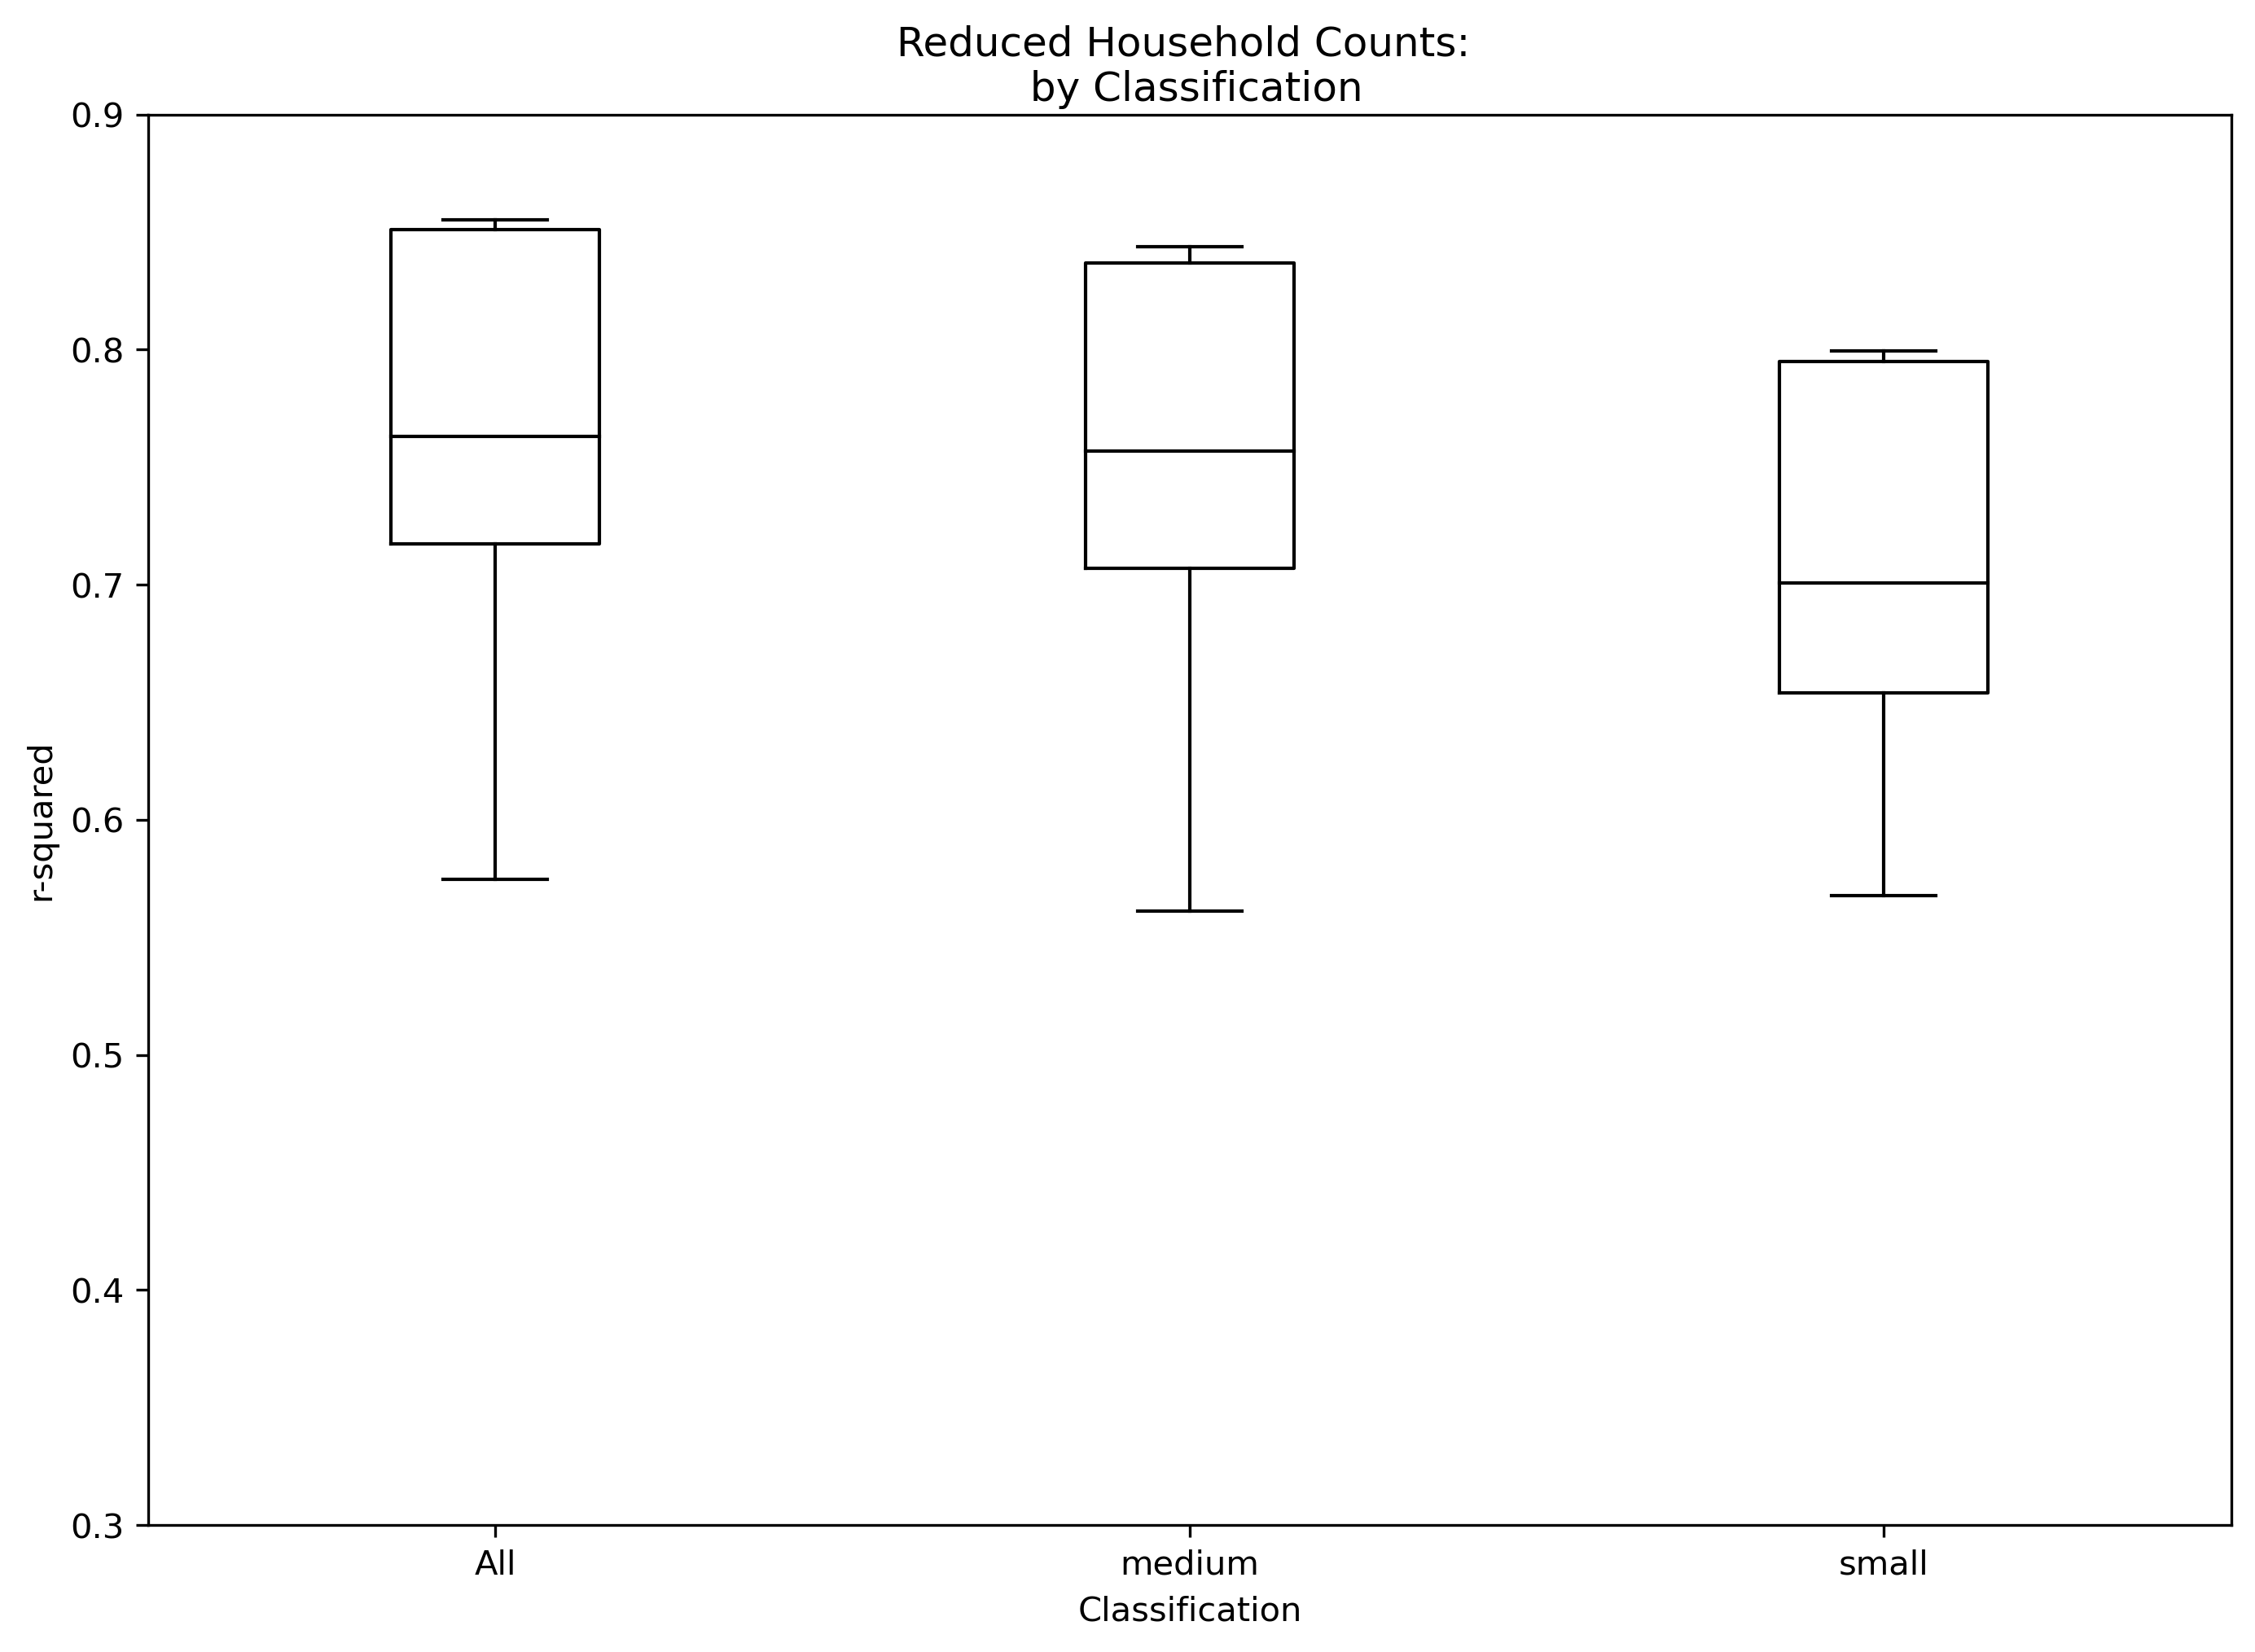 Reduced Household Counts:
by Classification
0.9
0.8
0.7
0.6
0.5
0.4
0.3
r-squared
All
medium
small
Classification